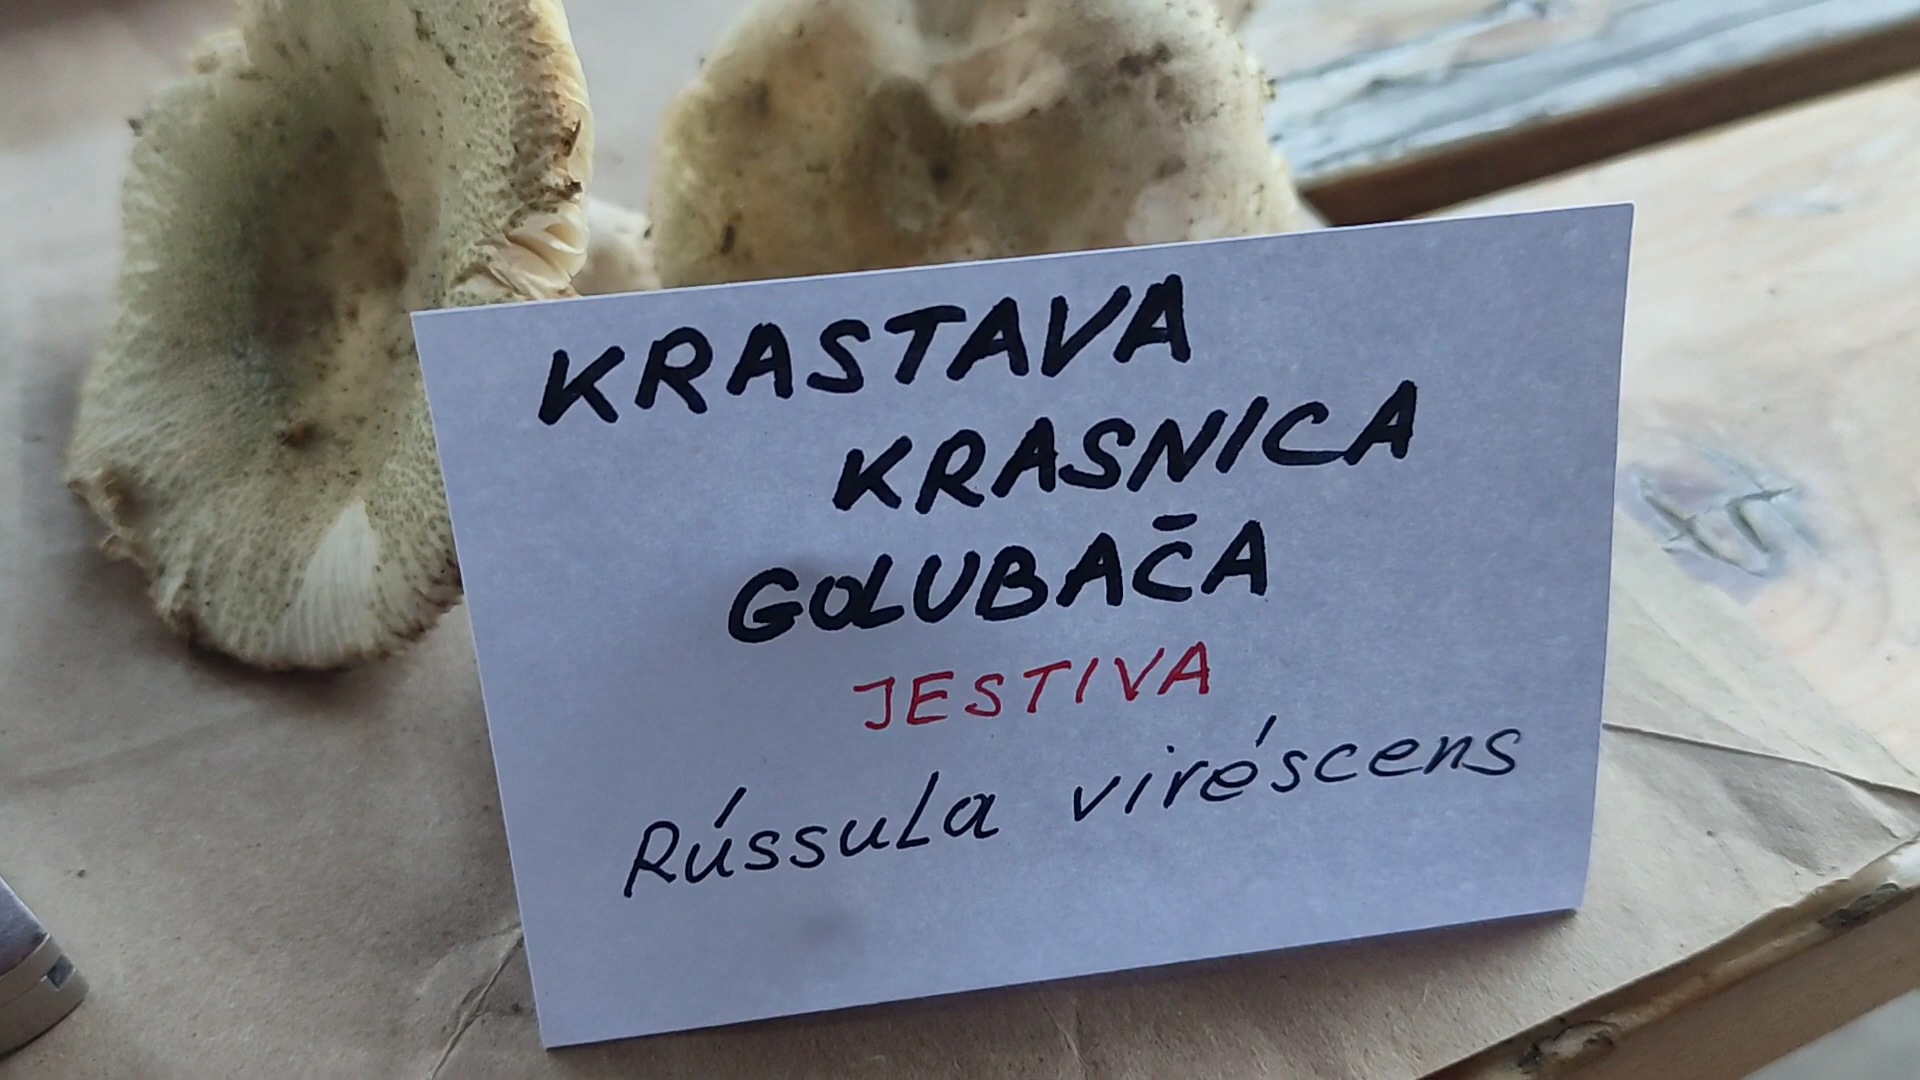 KRASTAVA
KRASNICA
GOLUBAČA
JESTIVA
Rússula viréscens